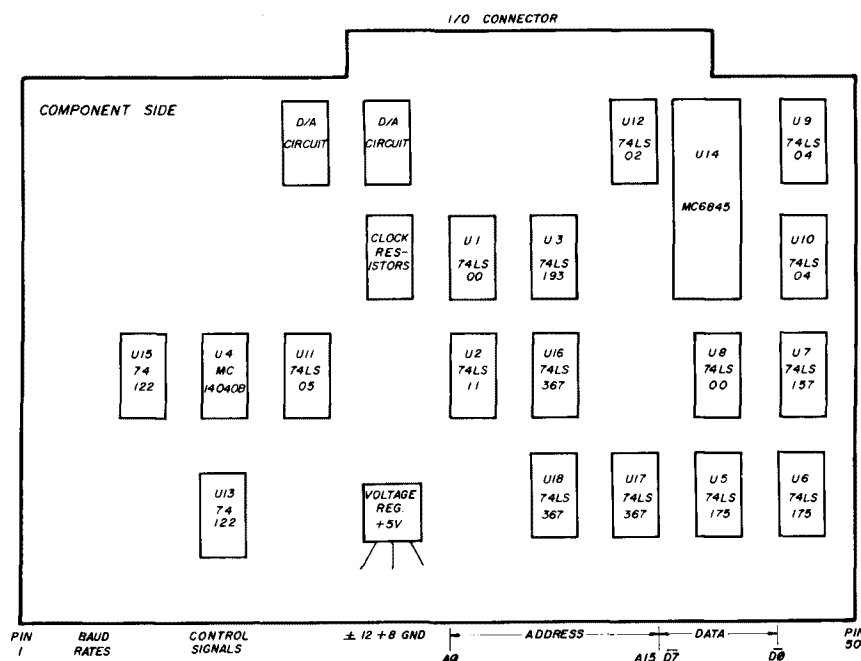 I/O CONNECTOR
COMPONENT SIDE
D/A
CIRCUIT
D/A
CIRCUIT
U12
74LS
02
U14
MC6845
U9
74LS
04
CLOCK
RES-
ISTORS
U1
74LS
00
U3
74LS
193
U10
74LS
04
U15
74
122
U4
MC
14040B
U11
74LS
05
U2
74LS
11
U16
74LS
367
U8
74LS
00
U7
74LS
157
U13
74
122
VOLTAGE
REG.
+5V
U18
74LS
367
U17
74LS
367
U5
74LS
175
U6
74LS
175
PIN
1
BAUD
RATES
CONTROL
SIGNALS
± 12 +8 GND
ADDRESS
DATA
PIN
50
A0
A15
D̅7̅
D̅0̅